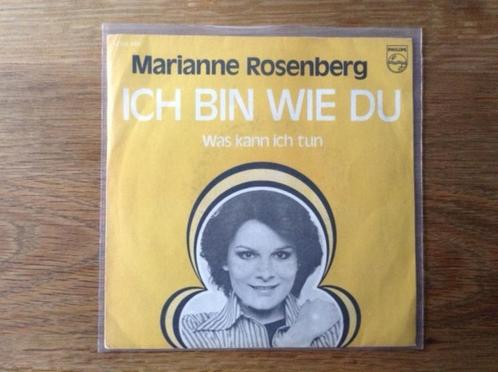 PHILIPS
Marianne Rosenberg
ICH BIN WIE DU
Was kann ich tun